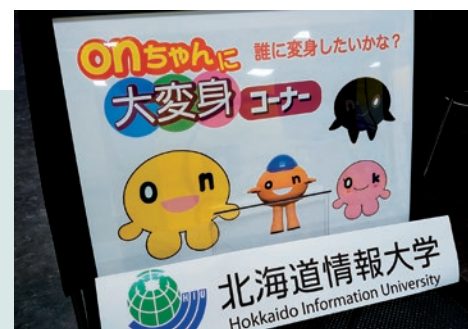 onちゃんに
誰に変身したいかな？
大変身 コーナー
n
o n
o n
o k
HIU
北海道情報大学
Hokkaido Information University